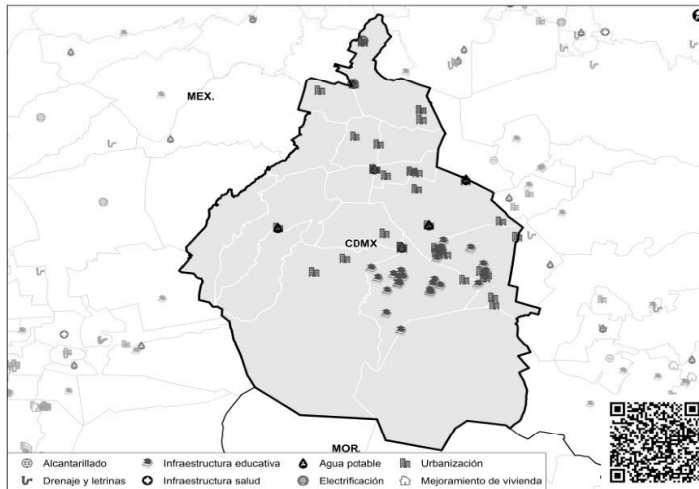 MEX.
CDMX
MOR.
Alcantarillado Infraestructura educativa Agua potable Urbanización
Drenaje y letrinas Infraestructura salud Electrificación Mejoramiento de vivienda